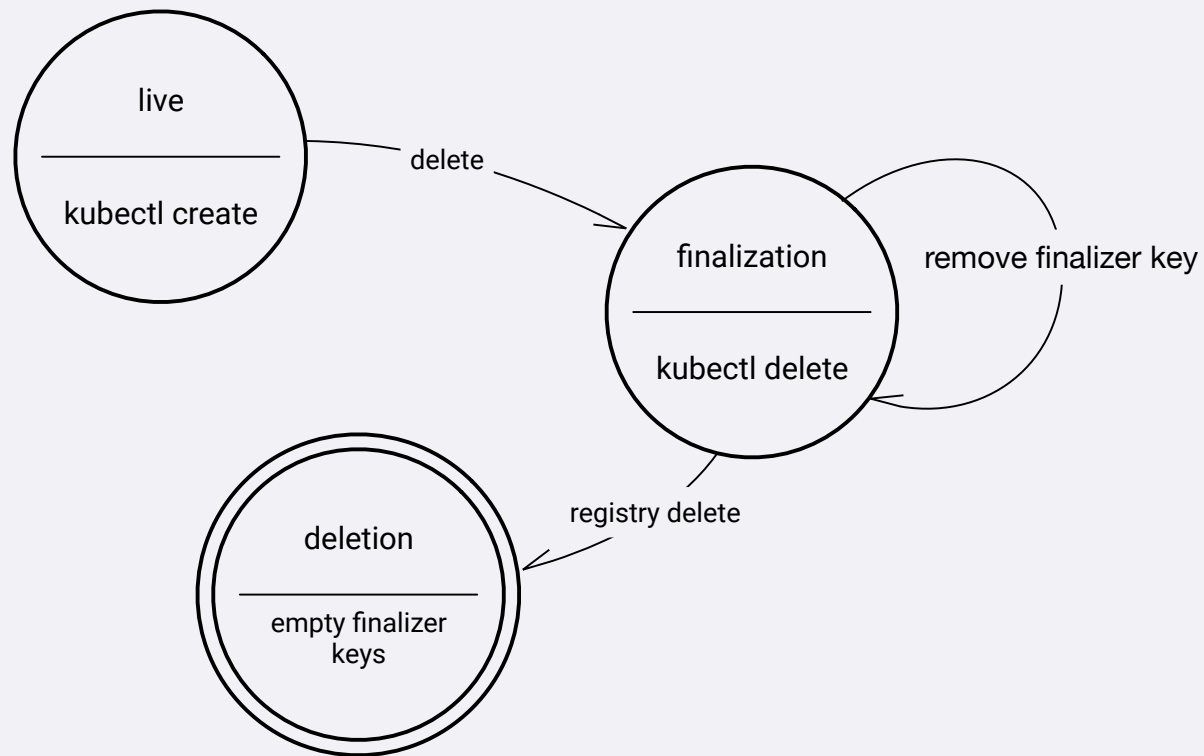 live
kubectl create
delete
finalization
kubectl delete
remove finalizer key
registry delete
deletion
empty finalizer
keys